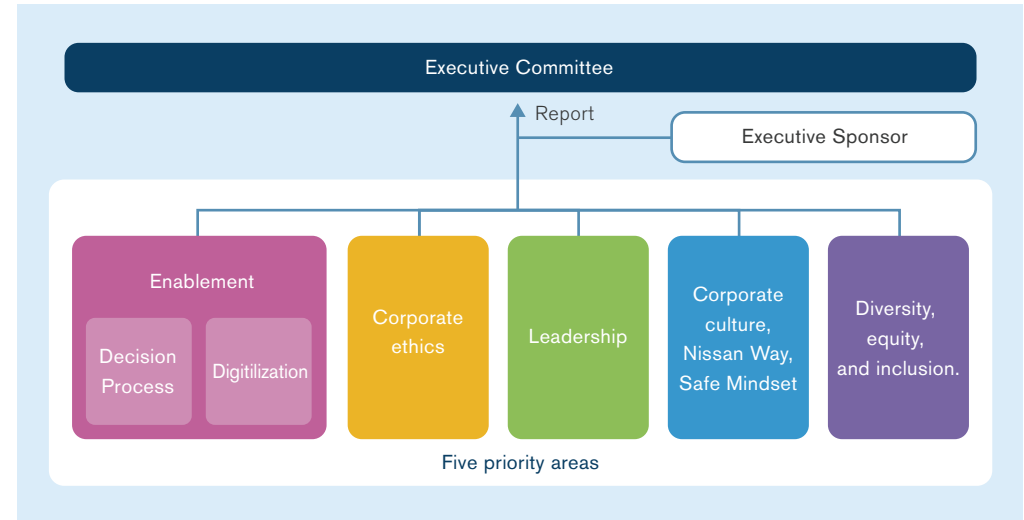 Executive Committee
Report
Executive Sponsor
Enablement
Decision
Process
Digitilization
Corporate
ethics
Leadership
Corporate
culture,
Nissan Way,
Safe Mindset
Diversity,
equity,
and inclusion.
Five priority areas